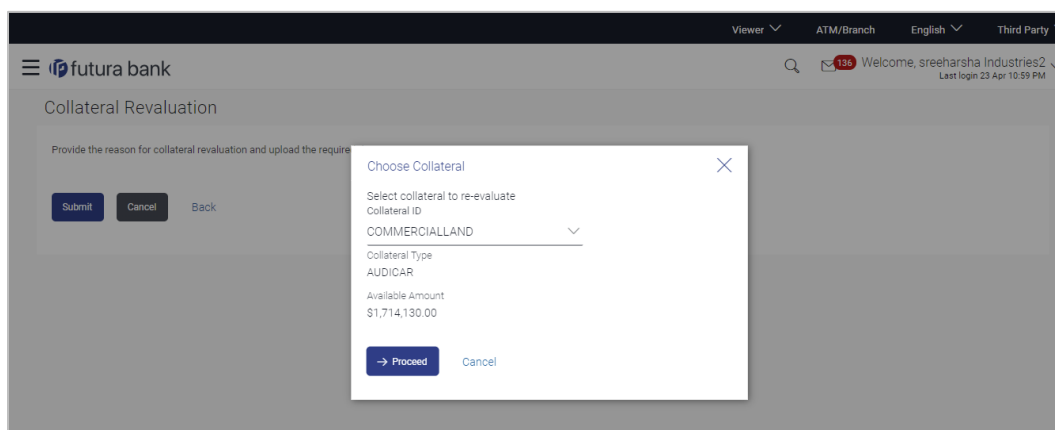 Viewer ATM/Branch English Third Party
futura bank 136 Welcome, sreeharsha Industries2
Last login 23 Apr 10:59 PM
Collateral Revaluation
Provide the reason for collateral revaluation and upload the require
Submit Cancel Back
Choose Collateral
Select collateral to re-evaluate
Collateral ID
COMMERCIALLAND
Collateral Type
AUDICAR
Available Amount
$1,714,130.00
Proceed Cancel